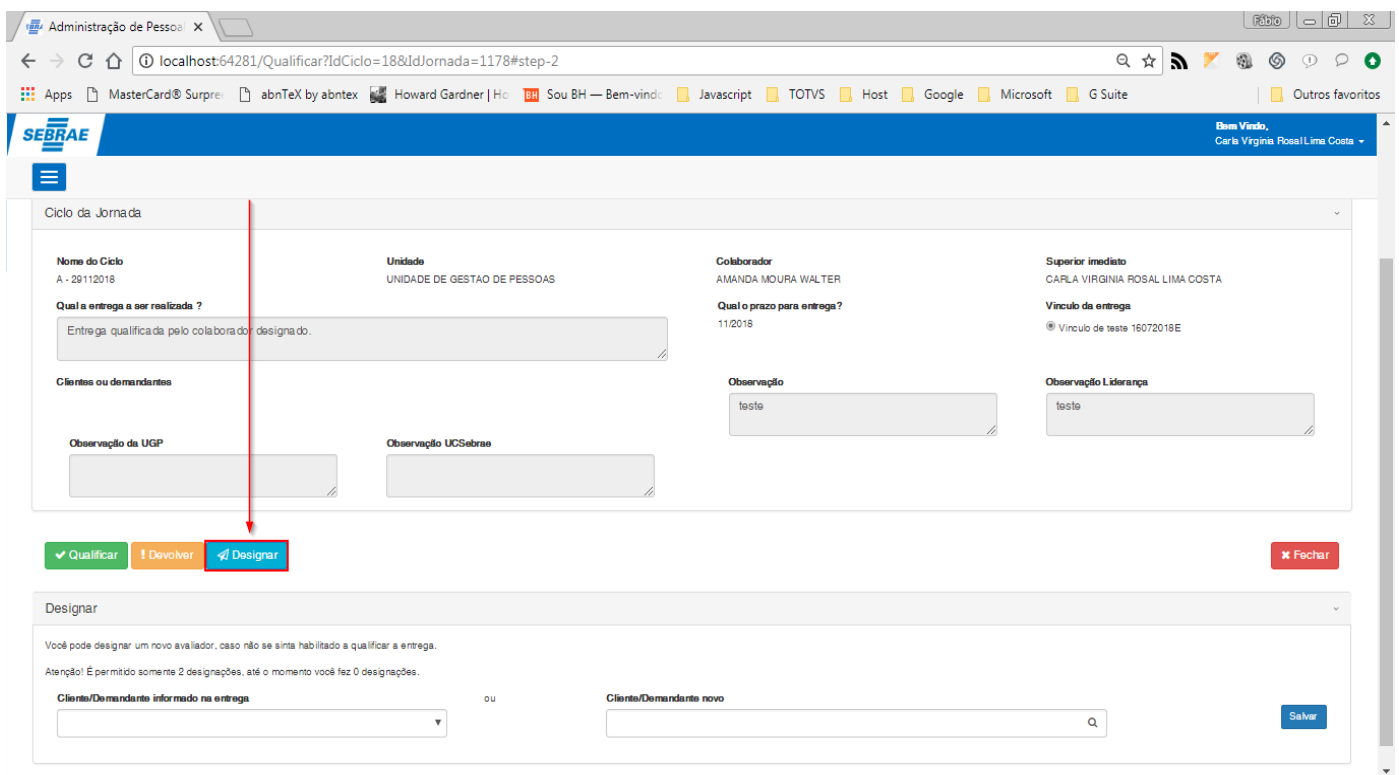 Administração de Pessoal
Fábio
localhost:64281/Qualificar?IdCiclo=18&IdJornada=1178#step-2
Apps MasterCard® Surpree abnTeX by abntex Howard Gardner | Ho Sou BH — Bem-vindo Javascript TOTVS Host Google Microsoft G Suite Outros favoritos
SEBRAE
Bem Vindo,
Carla Virginia Rosal Lima Costa
Ciclo da Jornada
Nome do Ciclo Unidade Colaborador Superior imediato
A - 29112018 UNIDADE DE GESTAO DE PESSOAS AMANDA MOURA WALTER CARLA VIRGINIA ROSAL LIMA COSTA
Qual a entrega a ser realizada ? Qual o prazo para entrega? Vinculo da entrega
Entrega qualificada pelo colaborador designado. 11/2018 Vinculo de teste 16072018E
Clientes ou demandantes Observação Observação Liderança
teste teste
Observação da UGP Observação UCSebrae
Qualificar ! Devolver Designar Fechar
Designar
Você pode designar um novo avaliador, caso não se sinta habilitado a qualificar a entrega.
Atenção! É permitido somente 2 designações, até o momento você fez 0 designações.
Cliente/Demandante informado na entrega ou Cliente/Demandante novo
Salvar